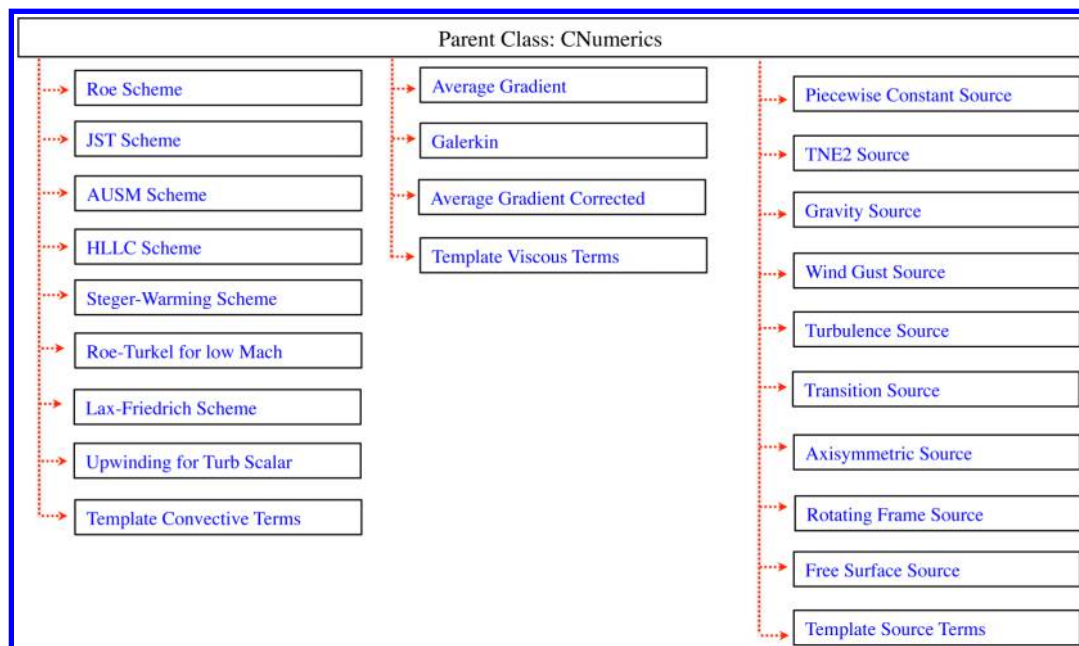 Parent Class: CNumerics
Roe Scheme
JST Scheme
AUSM Scheme
HLLC Scheme
Steger-Warming Scheme
Roe-Turkel for low Mach
Lax-Friedrich Scheme
Upwinding for Turb Scalar
Template Convective Terms
Average Gradient
Galerkin
Average Gradient Corrected
Template Viscous Terms
Piecewise Constant Source
TNE2 Source
Gravity Source
Wind Gust Source
Turbulence Source
Transition Source
Axisymmetric Source
Rotating Frame Source
Free Surface Source
Template Source Terms